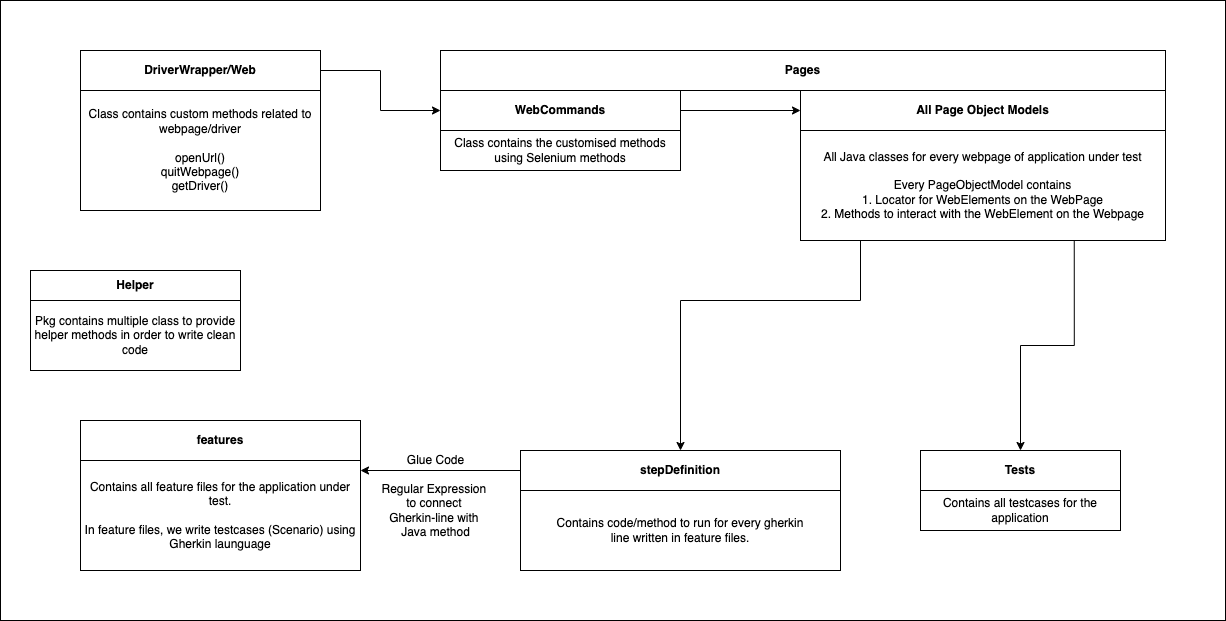 DriverWrapper/Web
Class contains custom methods related to
webpage/driver
openUrl()
quitWebpage()
getDriver()
Pages
WebCommands
Class contains the customised methods
using Selenium methods
All Page Object Models
All Java classes for every webpage of application under test
Every PageObjectModel contains
1. Locator for WebElements on the WebPage
2. Methods to interact with the WebElement on the Webpage
Helper
Pkg contains multiple class to provide
helper methods in order to write clean
code
features
Contains all feature files for the application under
test.
In feature files, we write testcases (Scenario) using
Gherkin launguage
Glue Code
Regular Expression
to connect
Gherkin-line with
Java method
stepDefinition
Contains code/method to run for every gherkin
line written in feature files.
Tests
Contains all testcases for the
application